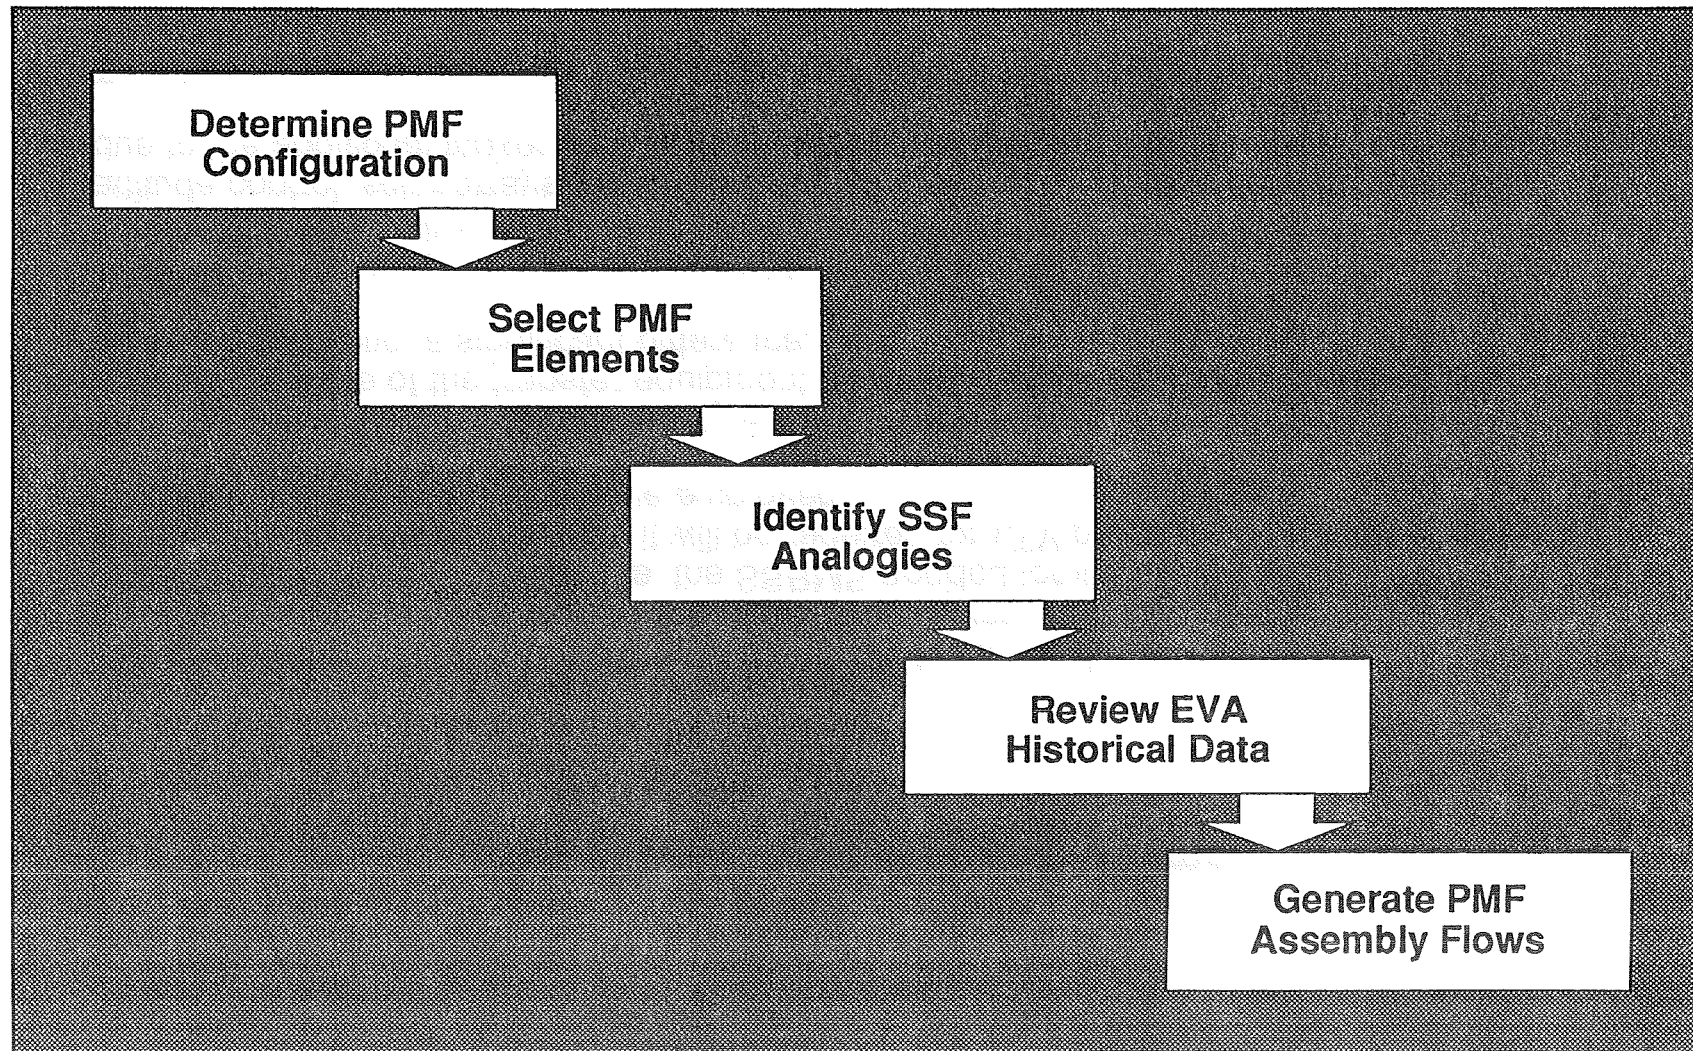 Determine PMF
Configuration
Select PMF
Elements
Identify SSF
Analogies
Review EVA
Historical Data
Generate PMF
Assembly Flows